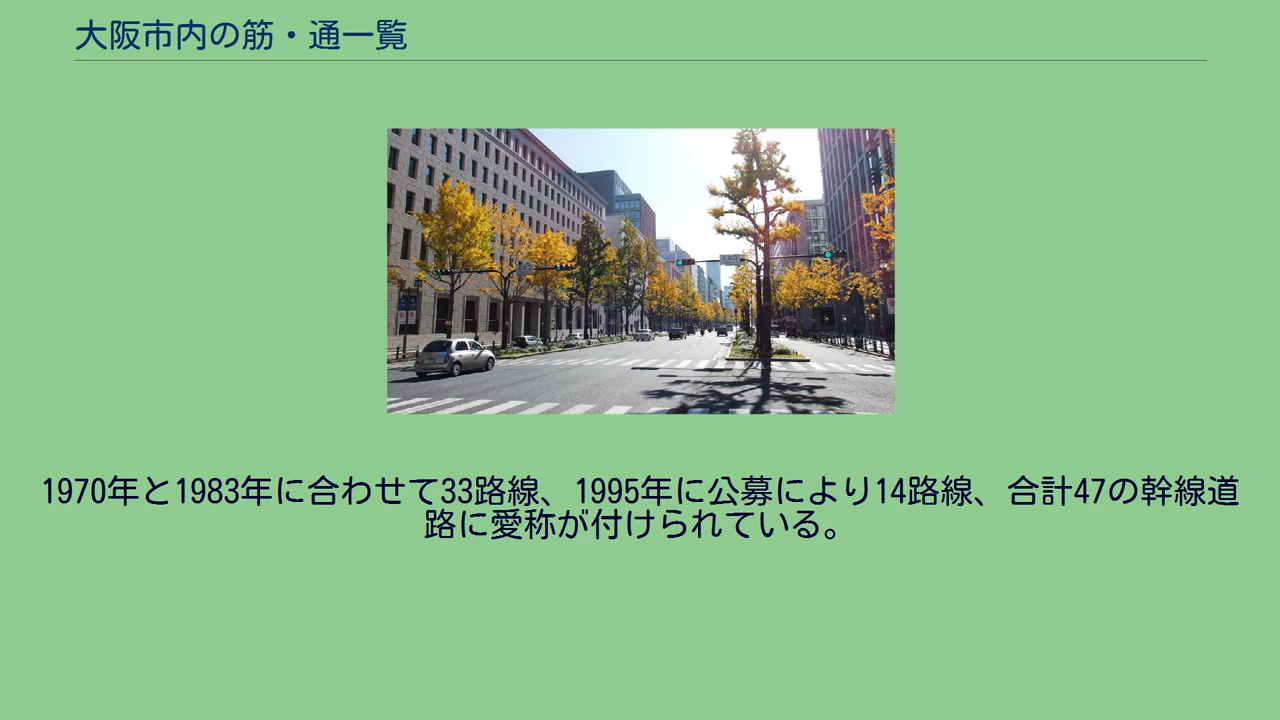 大阪市内の筋・通一覧
1970年と1983年に合わせて33路線、1995年に公募により14路線、合計47の幹線道
路に愛称が付けられている。